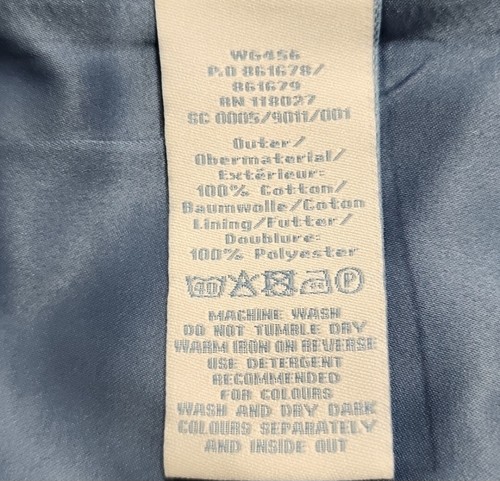 W6456
P.O 861678/
861679
RN 118027
SC 0005/9011/001
Outer/
Obermaterial/
Extérieur:
100% Cotton/
Baumwolle/Coton
Lining/Futter/
Doublure:
100% Polyester
40 P
MACHINE WASH
DO NOT TUMBLE DRY
WARM IRON ON REVERSE
USE DETERGENT
RECOMMENDED
FOR COLOURS
WASH AND DRY DARK
COLOURS SEPARATELY
AND INSIDE OUT